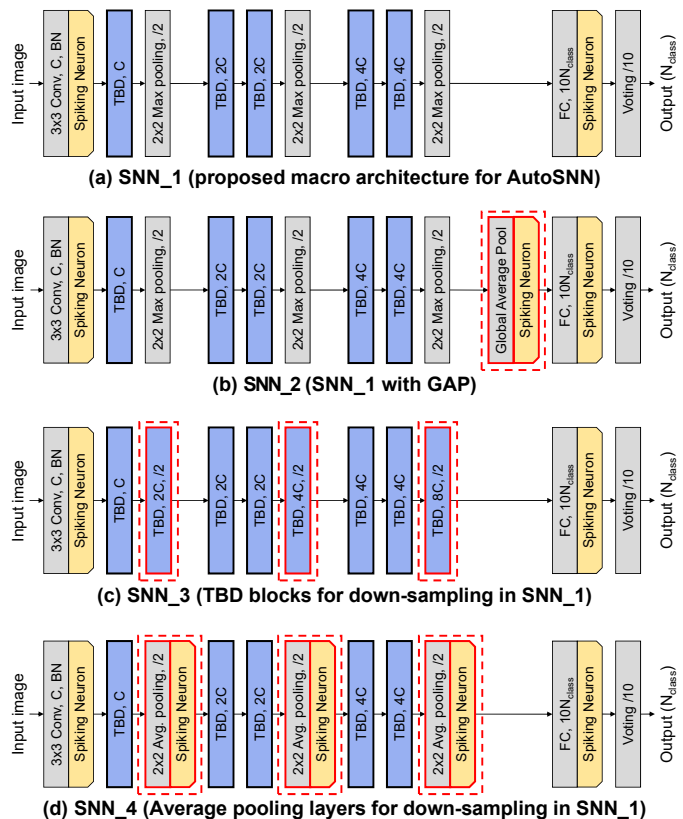 Input image
3x3 Conv, C, BN
Spiking Neuron
TBD, C
2x2 Max pooling, /2
TBD, 2C
TBD, 2C
2x2 Max pooling, /2
TBD, 4C
TBD, 4C
2x2 Max pooling, /2
FC, 10N_class
Spiking Neuron
Voting /10
Output (N_class)
(a) SNN_1 (proposed macro architecture for AutoSNN)
Input image
3x3 Conv, C, BN
Spiking Neuron
TBD, C
2x2 Max pooling, /2
TBD, 2C
TBD, 2C
2x2 Max pooling, /2
TBD, 4C
TBD, 4C
2x2 Max pooling, /2
Global Average Pool
Spiking Neuron
FC, 10N_class
Spiking Neuron
Voting /10
Output (N_class)
(b) SNN_2 (SNN_1 with GAP)
Input image
3x3 Conv, C, BN
Spiking Neuron
TBD, C
TBD, 2C, /2
TBD, 2C
TBD, 2C
TBD, 4C, /2
TBD, 4C
TBD, 4C
TBD, 8C, /2
FC, 10N_class
Spiking Neuron
Voting /10
Output (N_class)
(c) SNN_3 (TBD blocks for down-sampling in SNN_1)
Input image
3x3 Conv, C, BN
Spiking Neuron
TBD, C
2x2 Avg. pooling, /2
Spiking Neuron
TBD, 2C
TBD, 2C
2x2 Avg. pooling, /2
Spiking Neuron
TBD, 4C
TBD, 4C
2x2 Avg. pooling, /2
Spiking Neuron
FC, 10N_class
Spiking Neuron
Voting /10
Output (N_class)
(d) SNN_4 (Average pooling layers for down-sampling in SNN_1)